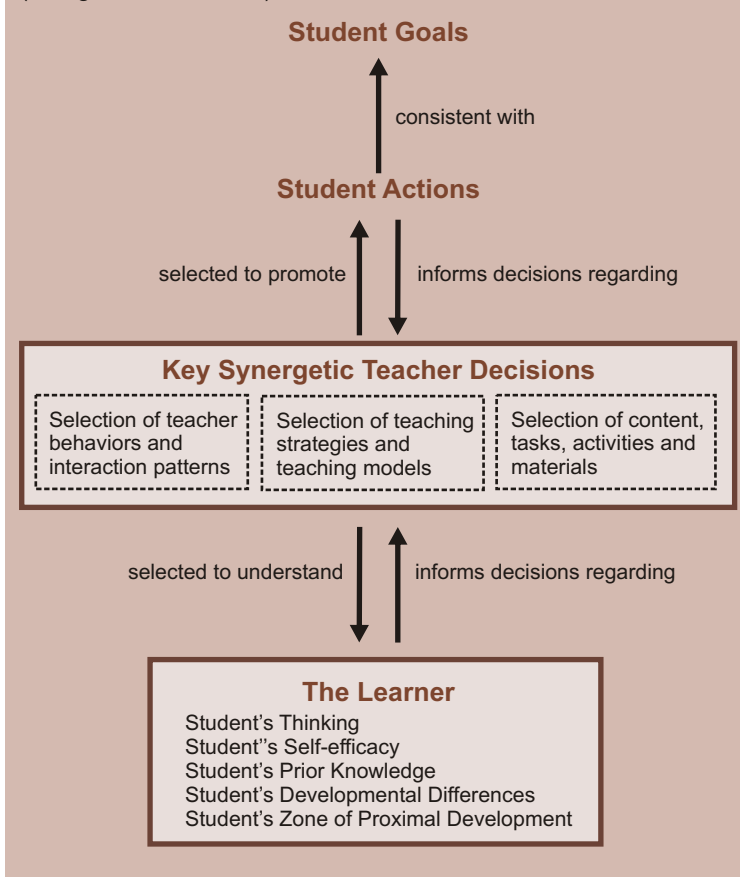 Student Goals
consistent with
Student Actions
selected to promote
informs decisions regarding
Key Synergetic Teacher Decisions
Selection of teacher
behaviors and
interaction patterns
Selection of teaching
strategies and
teaching models
Selection of content,
tasks, activities and
materials
selected to understand
informs decisions regarding
The Learner
Student's Thinking
Student''s Self-efficacy
Student's Prior Knowledge
Student's Developmental Differences
Student's Zone of Proximal Development